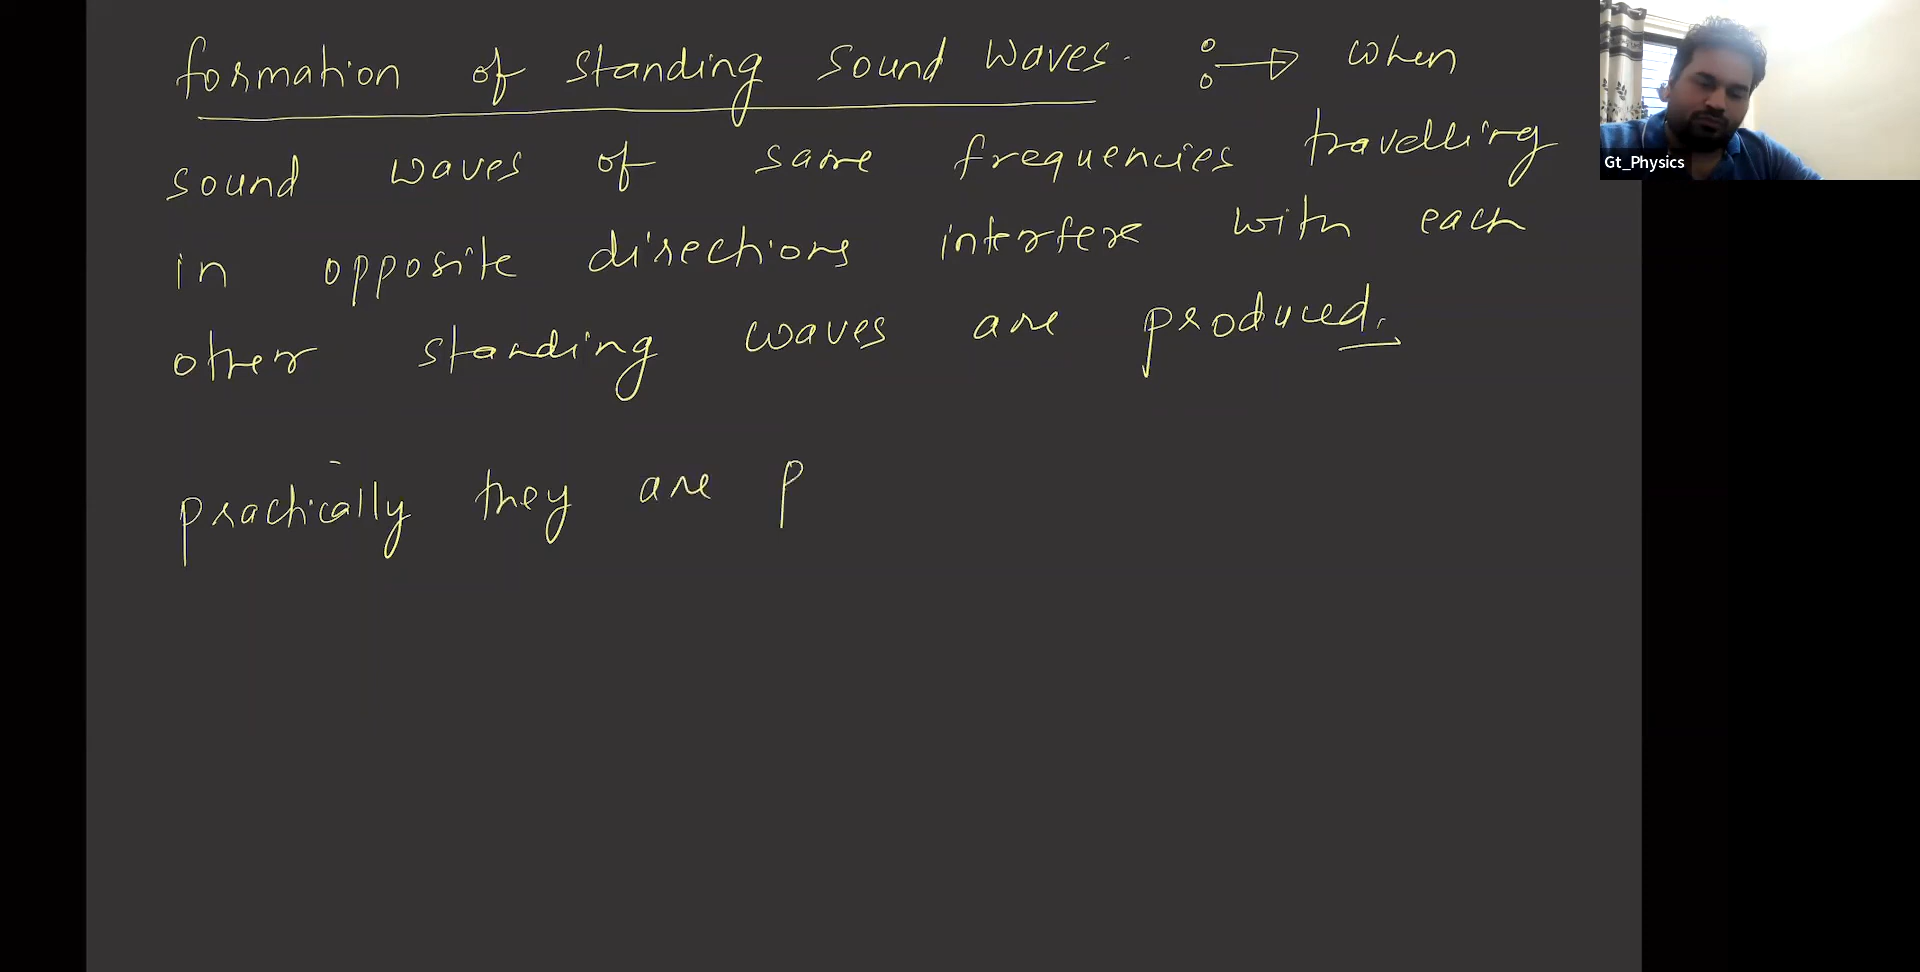 formation of standing sound waves. :→ when
sound waves of same frequencies travelling
in opposite directions interfere with each
other standing waves are produced.
practically they are p
Gt_Physics